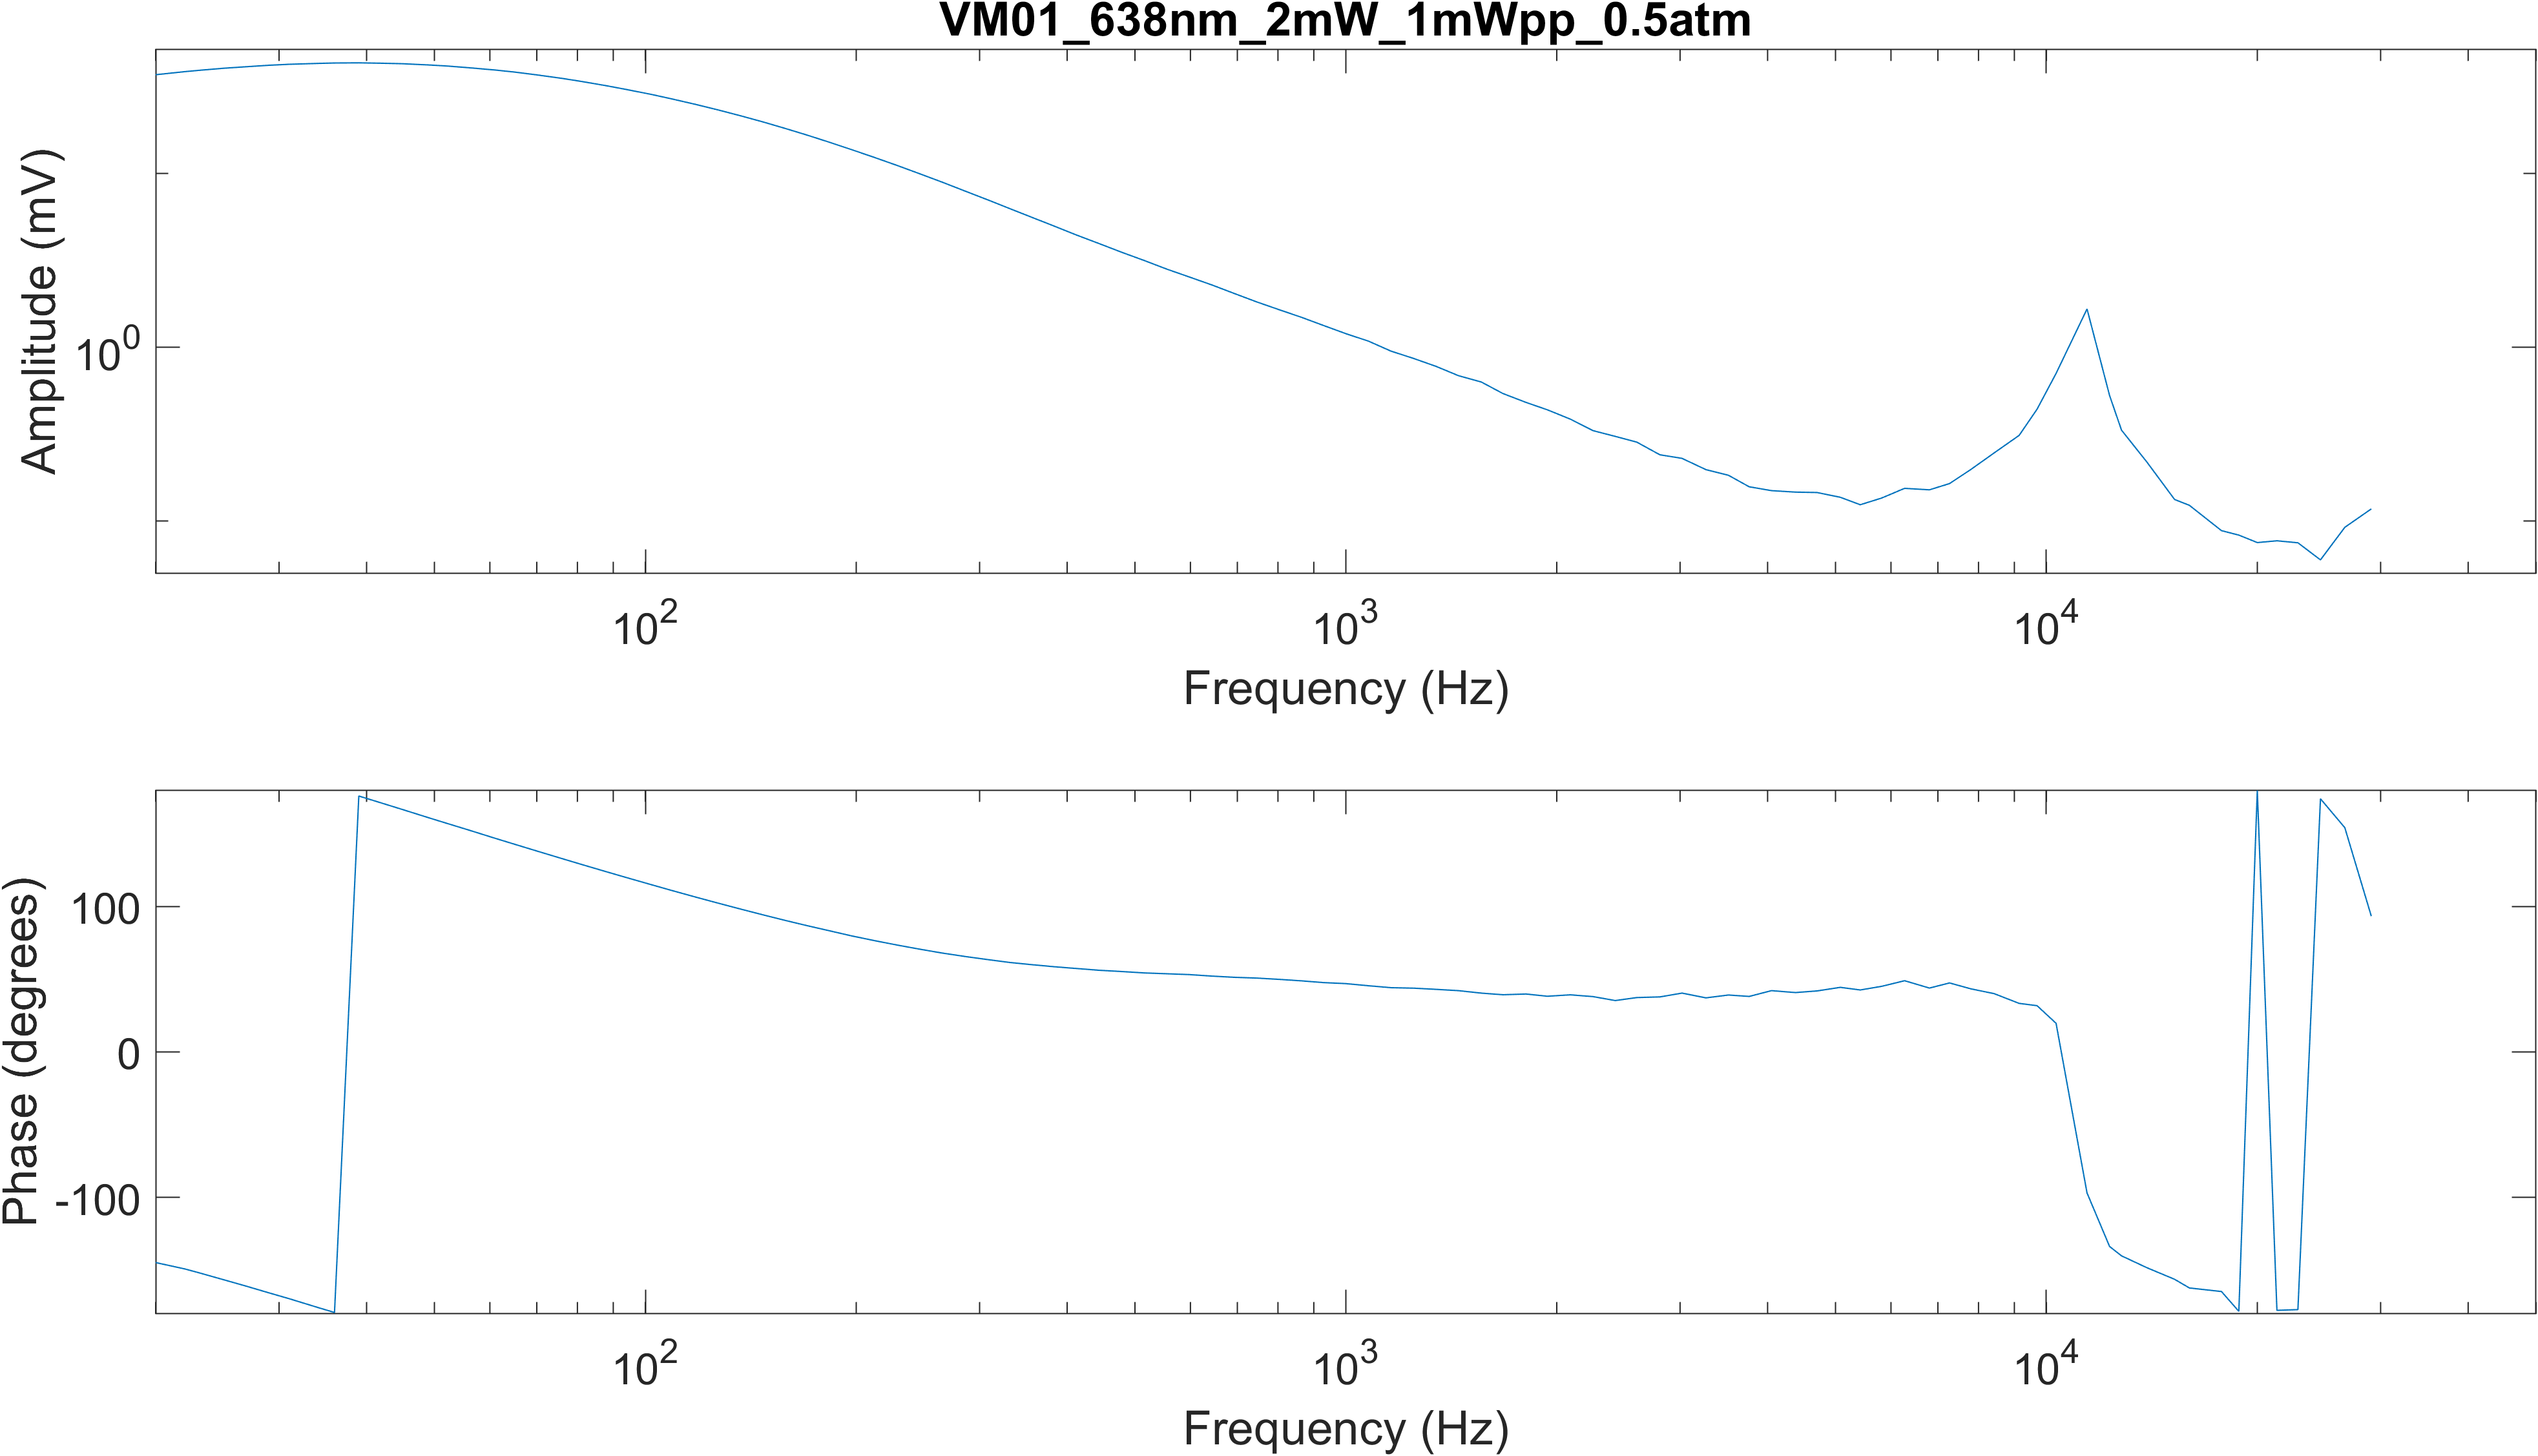 VM01_638nm_2mW_1mWpp_0.5atm
Amplitude (mV)
10^0
10^2 10^3 10^4
Frequency (Hz)
Phase (degrees)
100
0
-100
10^2 10^3 10^4
Frequency (Hz)